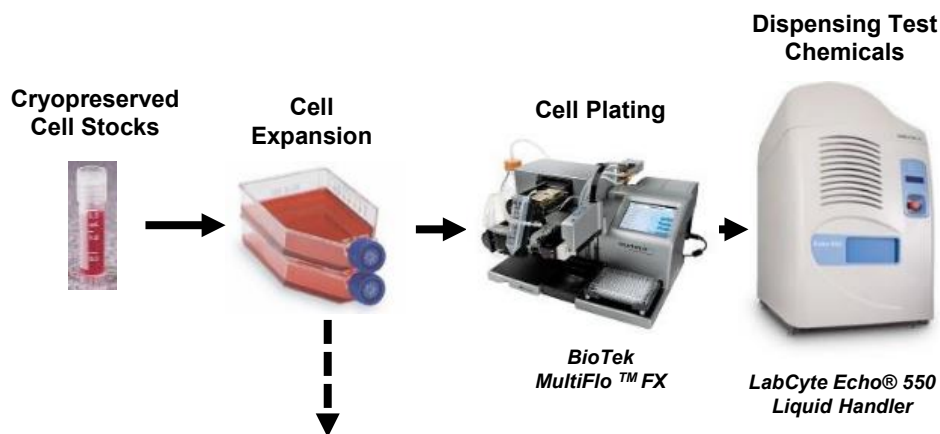 Cryopreserved
Cell Stocks
Cell
Expansion
Cell Plating
Dispensing Test
Chemicals
BioTek
MultiFlo ™ FX
LabCyte Echo® 550
Liquid Handler